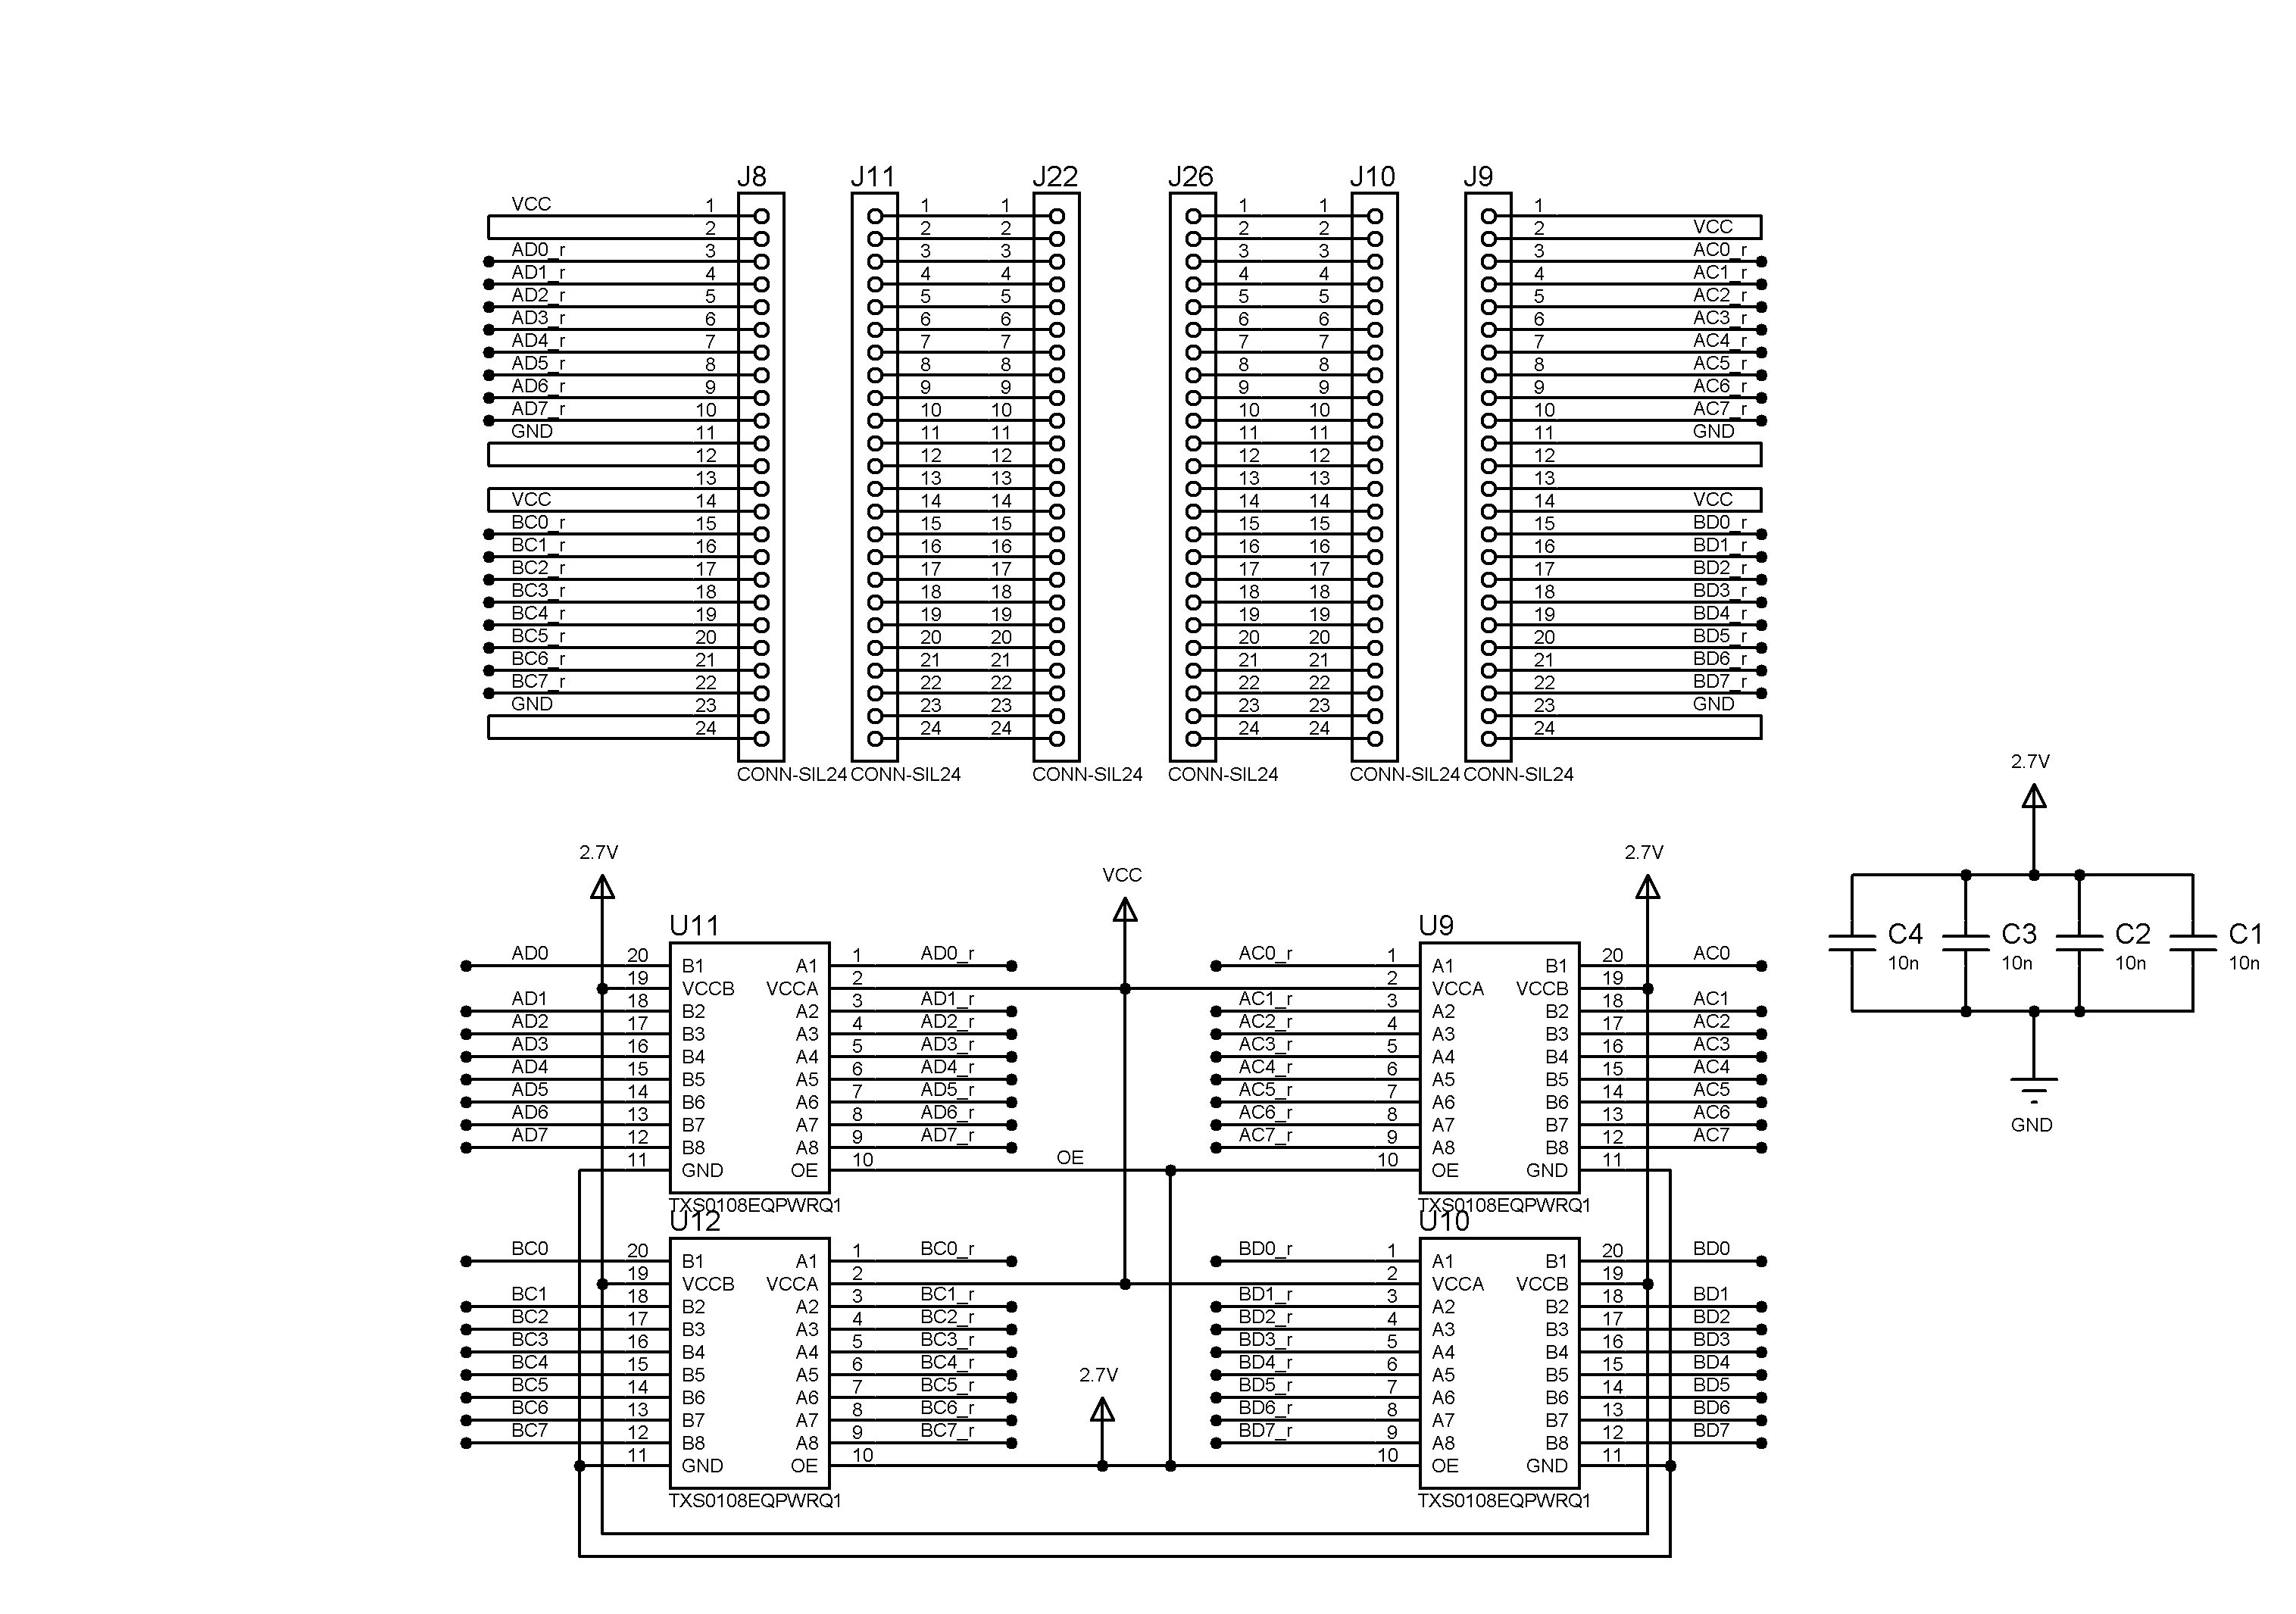 J8 J11 J22 J26 J10 J9
VCC 1 1 1 1 1 1
2 2 2 2 2 2 VCC
AD0_r 3 3 3 3 3 3 AC0_r
AD1_r 4 4 4 4 4 4 AC1_r
AD2_r 5 5 5 5 5 5 AC2_r
AD3_r 6 6 6 6 6 6 AC3_r
AD4_r 7 7 7 7 7 7 AC4_r
AD5_r 8 8 8 8 8 8 AC5_r
AD6_r 9 9 9 9 9 9 AC6_r
AD7_r 10 10 10 10 10 10 AC7_r
GND 11 11 11 11 11 11 GND
12 12 12 12 12 12
13 13 13 13 13 13
VCC 14 14 14 14 14 14 VCC
BC0_r 15 15 15 15 15 15 BD0_r
BC1_r 16 16 16 16 16 16 BD1_r
BC2_r 17 17 17 17 17 17 BD2_r
BC3_r 18 18 18 18 18 18 BD3_r
BC4_r 19 19 19 19 19 19 BD4_r
BC5_r 20 20 20 20 20 20 BD5_r
BC6_r 21 21 21 21 21 21 BD6_r
BC7_r 22 22 22 22 22 22 BD7_r
GND 23 23 23 23 23 23 GND
24 24 24 24 24 24
CONN-SIL24 CONN-SIL24 CONN-SIL24 CONN-SIL24 CONN-SIL24 CONN-SIL24
2.7V
2.7V VCC 2.7V
C4 C3 C2 C1
10n 10n 10n 10n
GND
U11 U9
AD0 20 B1 A1 1 AD0_r AC0_r 1 A1 B1 20 AC0
19 VCCB VCCA 2 2 VCCA VCCB 19
AD1 18 B2 A2 3 AD1_r AC1_r 3 A2 B2 18 AC1
AD2 17 B3 A3 4 AD2_r AC2_r 4 A3 B3 17 AC2
AD3 16 B4 A4 5 AD3_r AC3_r 5 A4 B4 16 AC3
AD4 15 B5 A5 6 AD4_r AC4_r 6 A5 B5 15 AC4
AD5 14 B6 A6 7 AD5_r AC5_r 7 A6 B6 14 AC5
AD6 13 B7 A7 8 AD6_r AC6_r 8 A7 B7 13 AC6
AD7 12 B8 A8 9 AD7_r AC7_r 9 A8 B8 12 AC7
11 GND OE 10 OE 10 OE GND 11
TXS0108EQPWRQ1 TXS0108EQPWRQ1
U12 U10
BC0 20 B1 A1 1 BC0_r BD0_r 1 A1 B1 20 BD0
19 VCCB VCCA 2 2 VCCA VCCB 19
BC1 18 B2 A2 3 BC1_r BD1_r 3 A2 B2 18 BD1
BC2 17 B3 A3 4 BC2_r BD2_r 4 A3 B3 17 BD2
BC3 16 B4 A4 5 BC3_r BD3_r 5 A4 B4 16 BD3
BC4 15 B5 A5 6 BC4_r BD4_r 6 A5 B5 15 BD4
BC5 14 B6 A6 7 BC5_r 2.7V BD5_r 7 A6 B6 14 BD5
BC6 13 B7 A7 8 BC6_r BD6_r 8 A7 B7 13 BD6
BC7 12 B8 A8 9 BC7_r BD7_r 9 A8 B8 12 BD7
11 GND OE 10 10 OE GND 11
TXS0108EQPWRQ1 TXS0108EQPWRQ1